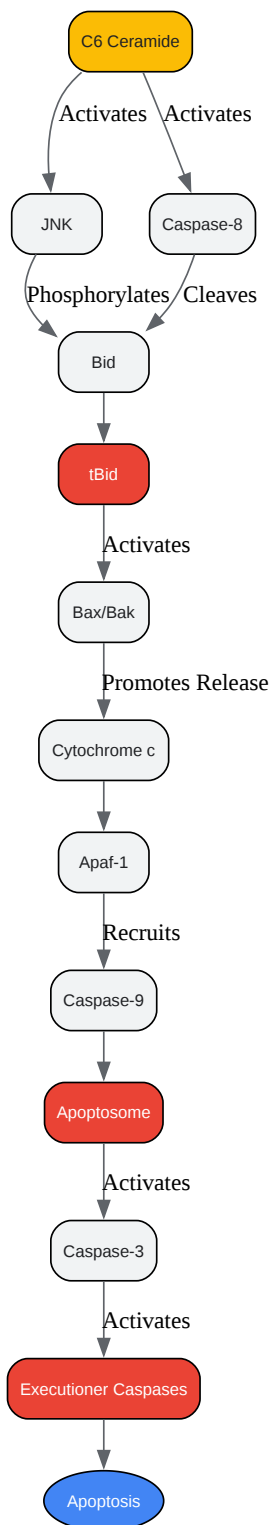 C6 Ceramide
Activates
Activates
JNK
Caspase-8
Phosphorylates
Cleaves
Bid
tBid
Activates
Bax/Bak
Promotes Release
Cytochrome c
Apaf-1
Recruits
Caspase-9
Apoptosome
Activates
Caspase-3
Activates
Executioner Caspases
Apoptosis